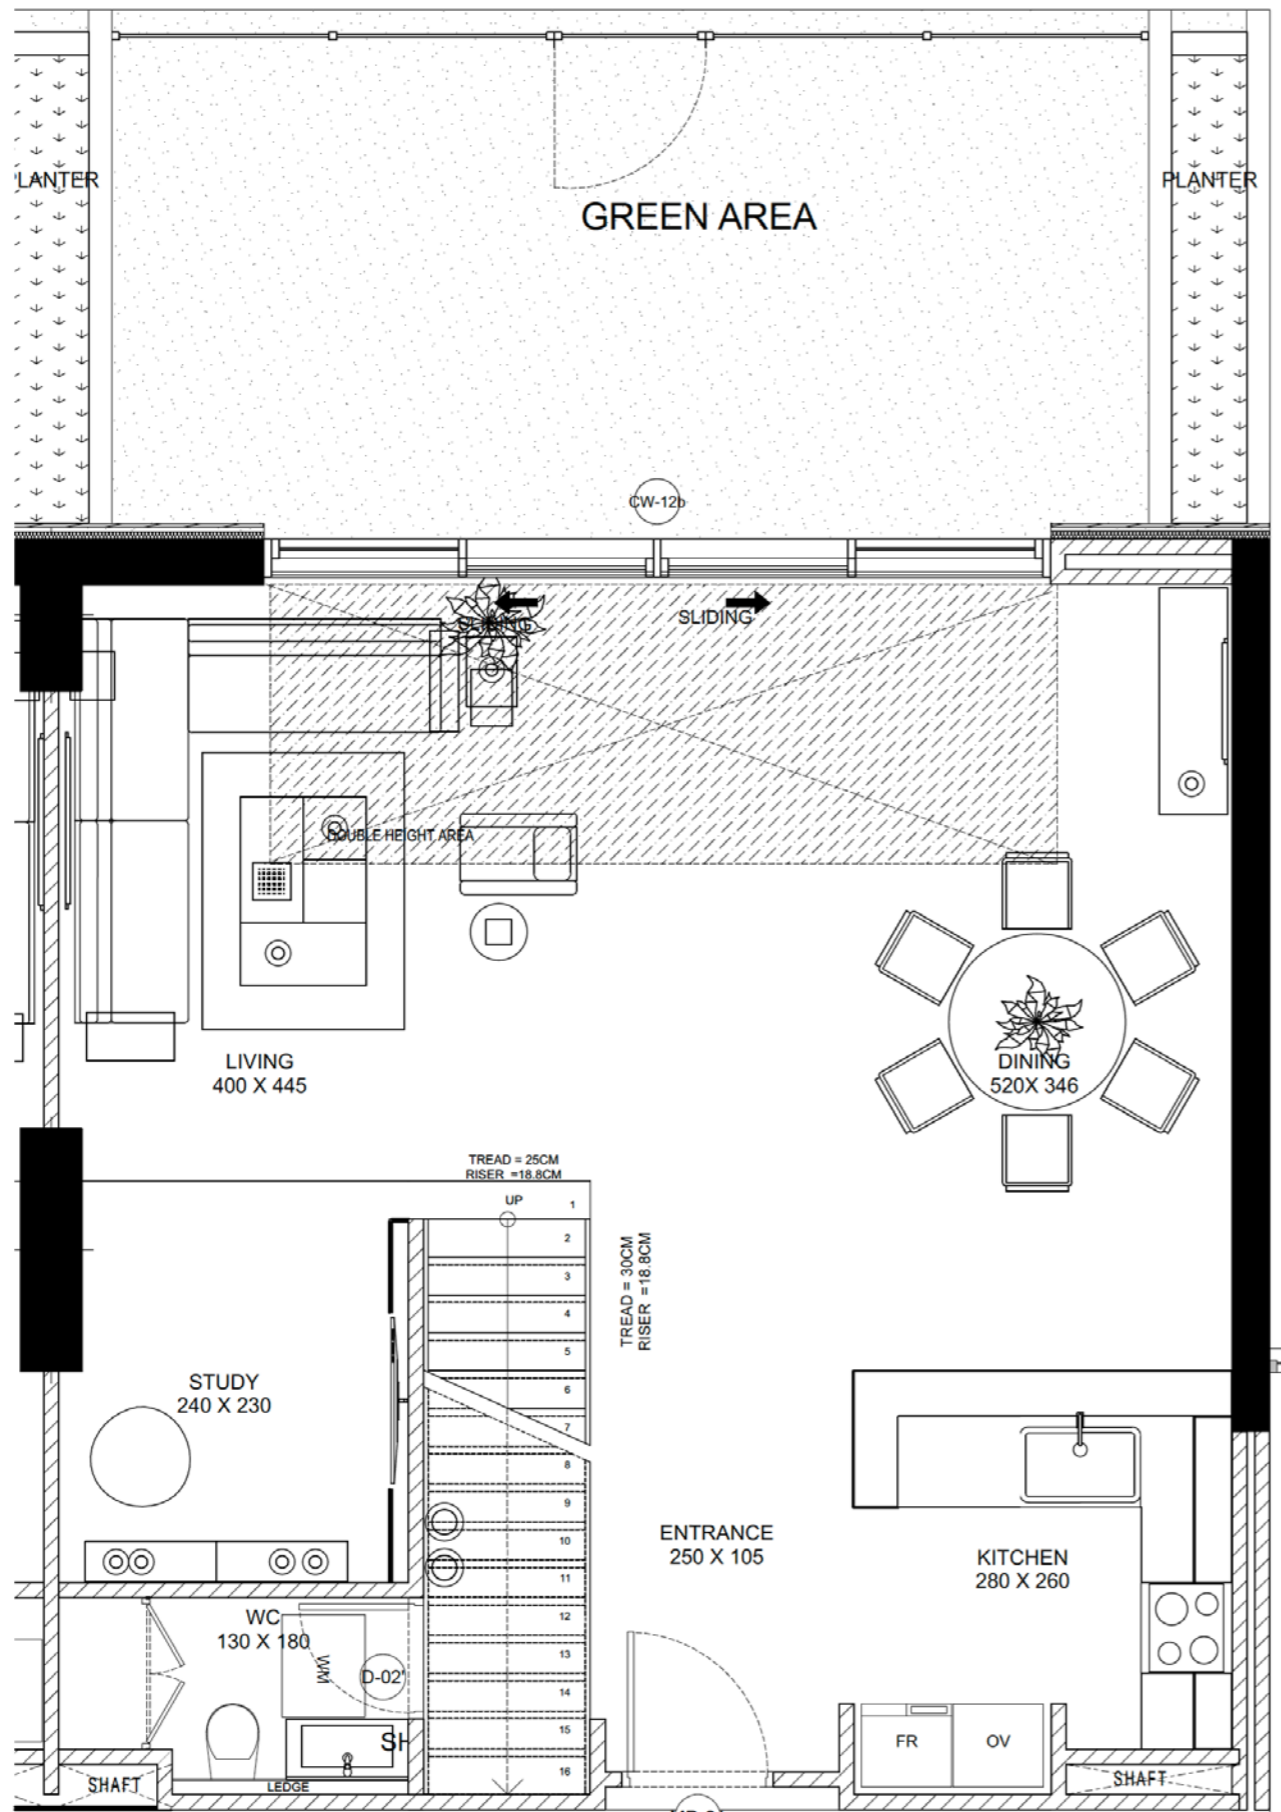 LANTER
PLANTER
GREEN AREA
CW-12b
SLIDING
SLIDING
DOUBLE HEIGHT AREA
LIVING
400 X 445
DINING
520X 346
TREAD = 25CM
RISER =18.8CM
UP
1
2
3
4
5
6
7
8
9
10
11
12
13
14
15
16
TREAD = 30CM
RISER =18.8CM
STUDY
240 X 230
ENTRANCE
250 X 105
KITCHEN
280 X 260
WC
130 X 180
WM
D-02'
SH
FR
OV
SHAFT
LEDGE
SHAFT